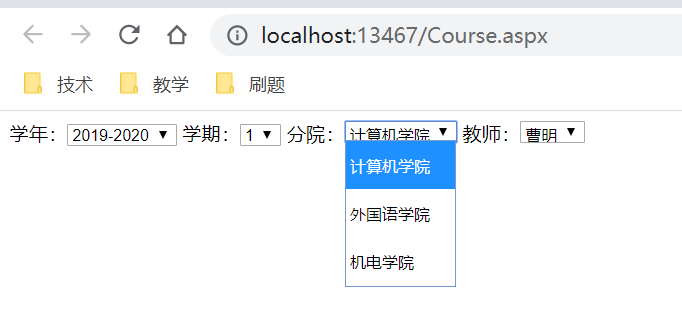 localhost:13467/Course.aspx
技术 教学 刷题
学年：2019-2020 学期：1 分院：计算机学院 教师：曹明
计算机学院
外国语学院
机电学院